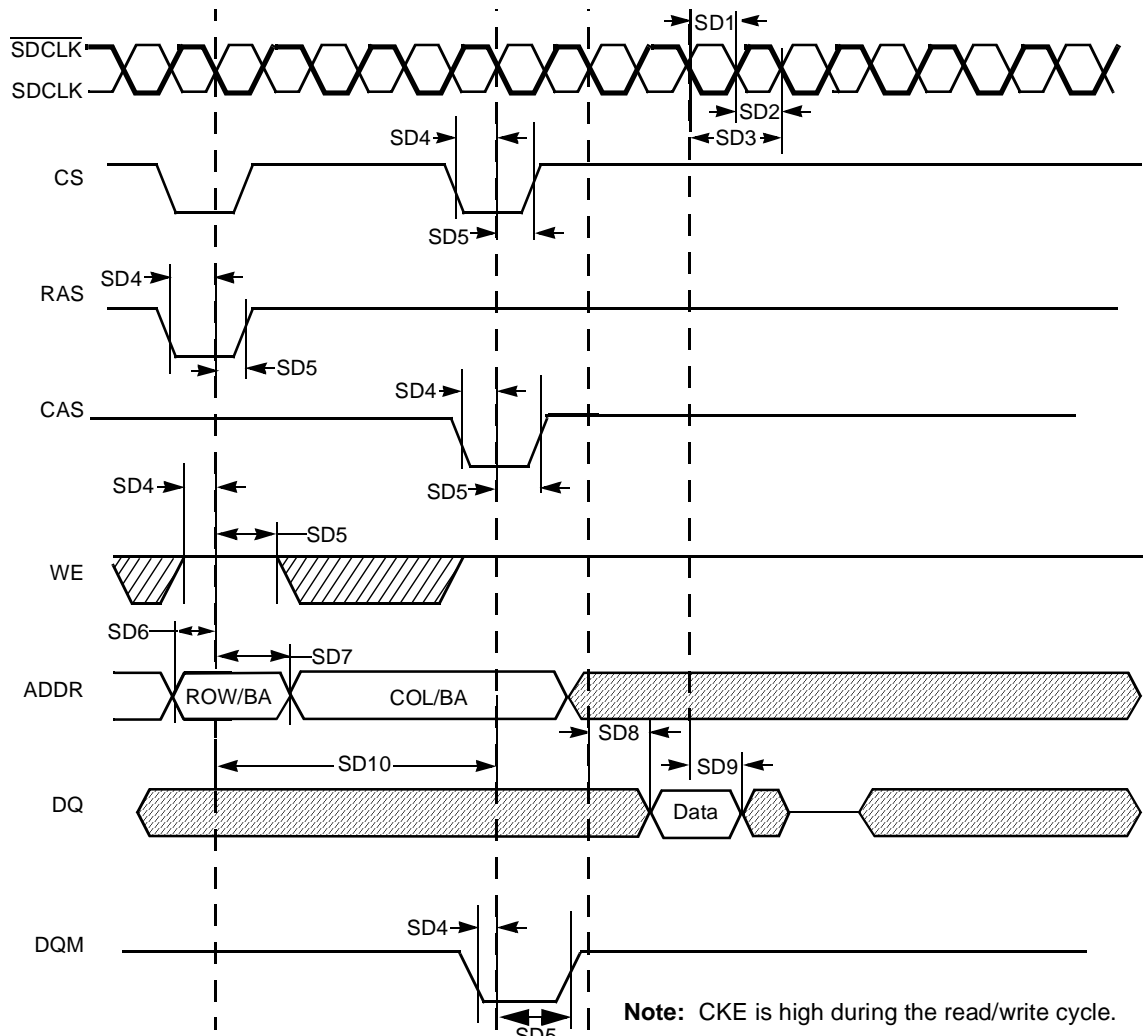 SD1
SDCLK
SDCLK
SD2
SD4
SD3
CS
SD5
SD4
RAS
SD5
SD4
CAS
SD4
SD5
SD5
WE
SD6
SD7
ADDR
ROW/BA
COL/BA
SD8
SD10
SD9
DQ
Data
SD4
DQM
Note: CKE is high during the read/write cycle.
SD5